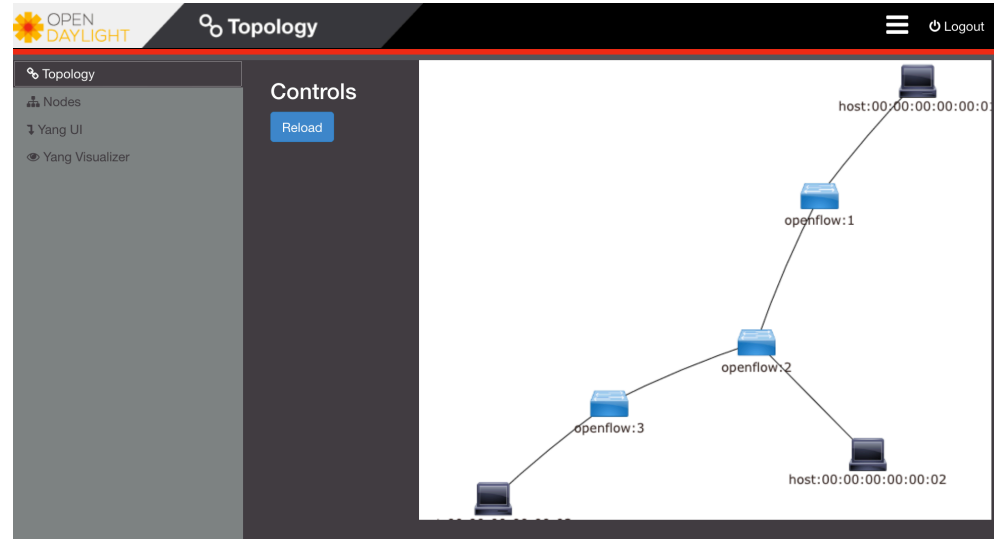 OPEN
DAYLIGHT
Topology
Logout
Topology
Nodes
Yang UI
Yang Visualizer
Controls
Reload
host:00:00:00:00:00:01
openflow:1
openflow:2
openflow:3
host:00:00:00:00:00:02